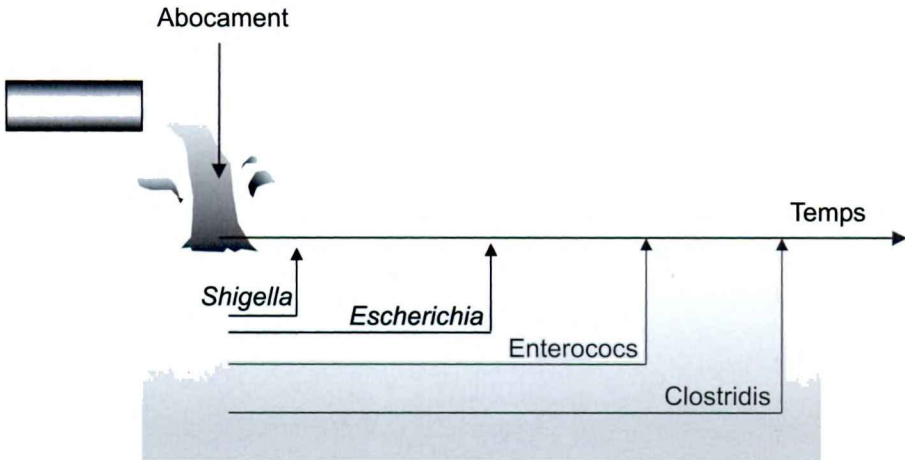 Abocament
Temps
Shigella
Escherichia
Enterococs
Clostridis